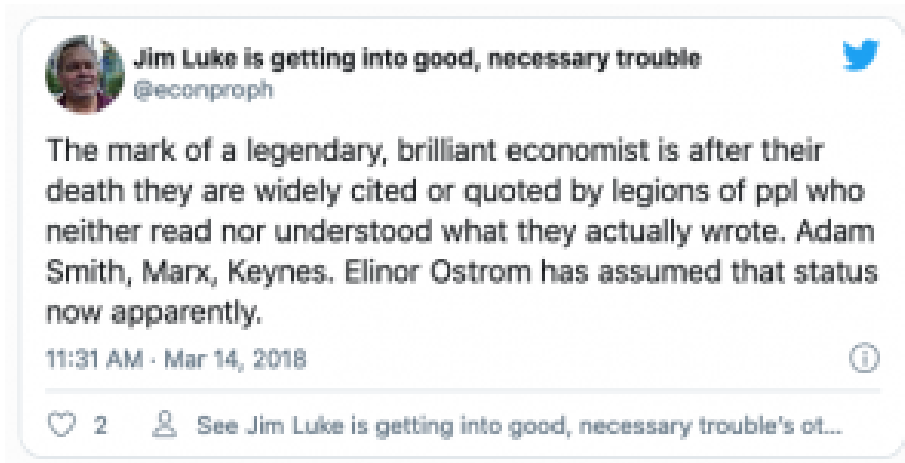 Jim Luke is getting into good, necessary trouble
@econproph
The mark of a legendary, brilliant economist is after their
death they are widely cited or quoted by legions of ppl who
neither read nor understood what they actually wrote. Adam
Smith, Marx, Keynes. Elinor Ostrom has assumed that status
now apparently.
11:31 AM · Mar 14, 2018
2 See Jim Luke is getting into good, necessary trouble's ot...